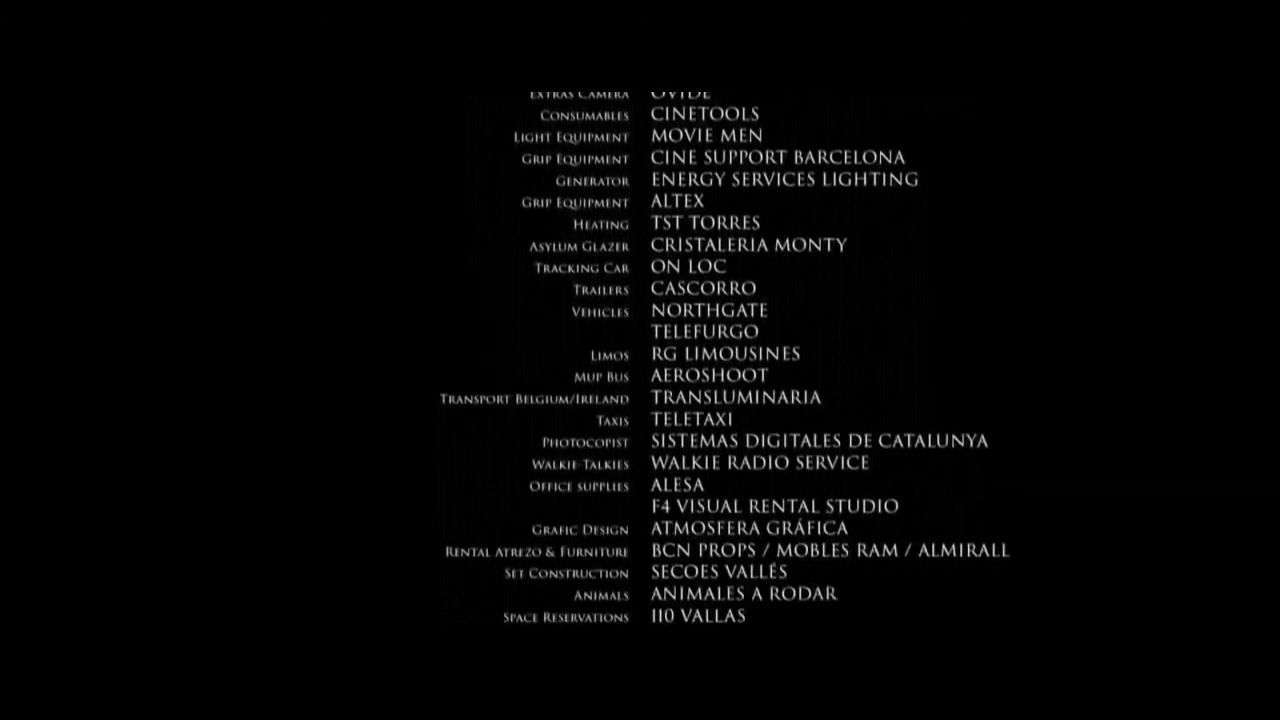 Extras Camera OVIDE
Consumables CINETOOLS
Light Equipment MOVIE MEN
Grip Equipment CINE SUPPORT BARCELONA
Generator ENERGY SERVICES LIGHTING
Grip Equipment ALTEX
Heating TST TORRES
Asylum Glazer CRISTALERIA MONTY
Tracking Car ON LOC
Trailers CASCORRO
Vehicles NORTHGATE
TELEFURGO
Limos RG LIMOUSINES
Mup Bus AEROSHOOT
Transport Belgium/Ireland TRANSLUMINARIA
Taxis TELETAXI
Photocopist SISTEMAS DIGITALES DE CATALUNYA
Walkie-Talkies WALKIE RADIO SERVICE
Office supplies ALESA
F4 VISUAL RENTAL STUDIO
Grafic Design ATMOSFERA GRÁFICA
Rental atrezo & Furniture BCN PROPS / MOBLES RAM / ALMIRALL
Set Construction SECOES VALLÉS
Animals ANIMALES A RODAR
Space Reservations 110 VALLAS